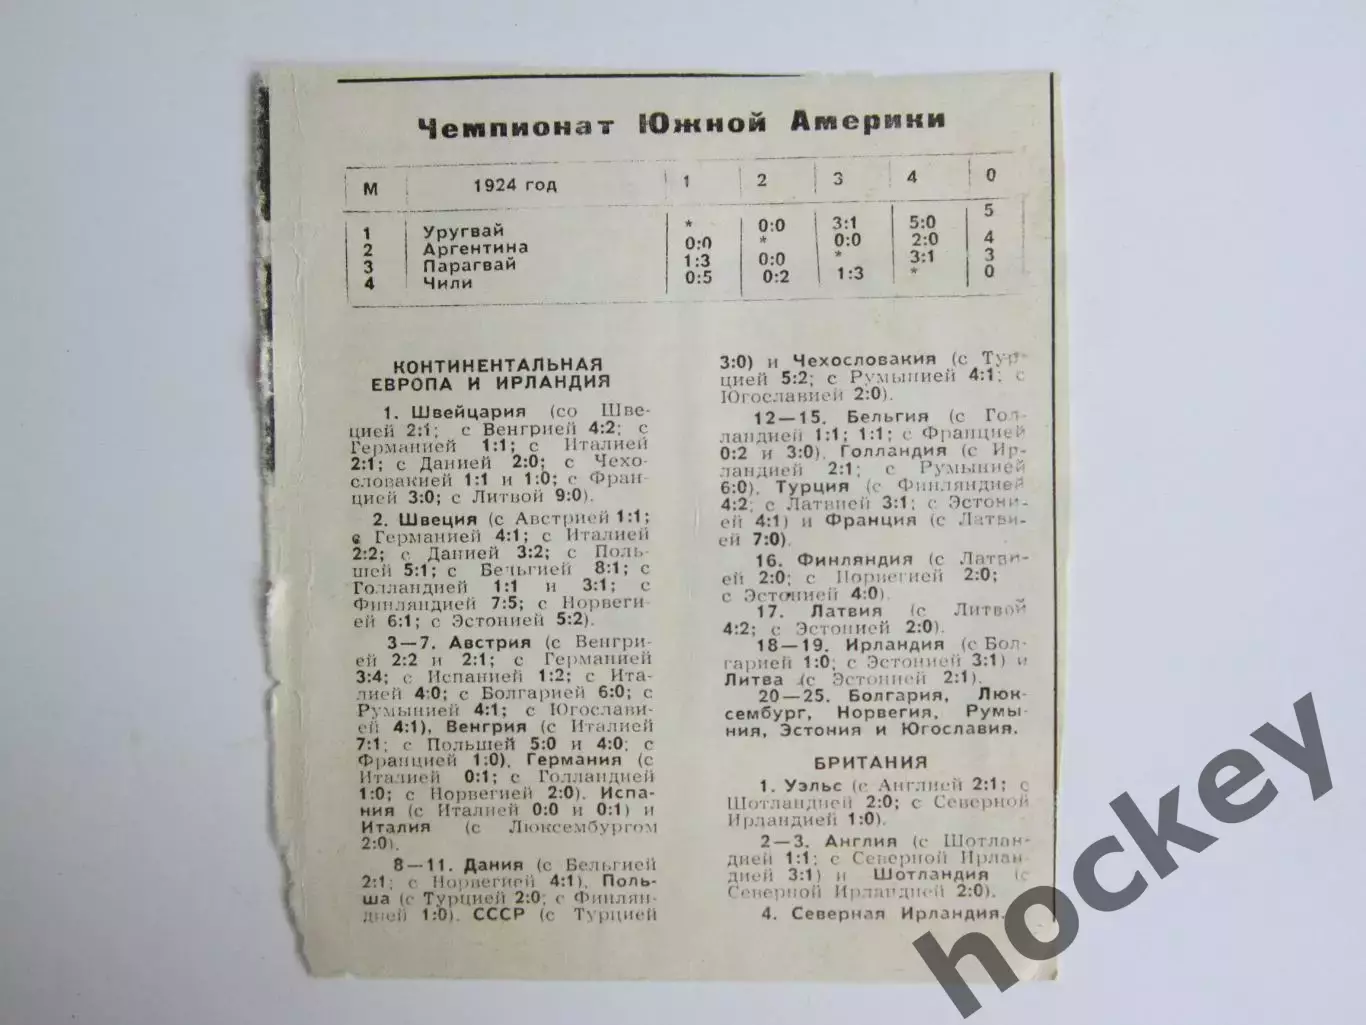 Чемпионат Южной Америки
М 1924 год 1 2 3 4 0
1 Уругвай * 0:0 3:1 5:0 5
2 Аргентина 0:0 * 0:0 2:0 4
3 Парагвай 1:3 0:0 * 3:1 3
4 Чили 0:5 0:2 1:3 * 0
КОНТИНЕНТАЛЬНАЯ
ЕВРОПА И ИРЛАНДИЯ
1. Швейцария (со Шве-
цией 2:1; с Венгрией 4:2; с
Германией 1:1; с Италией
2:1; с Данией 2:0; с Чехо-
словакией 1:1 и 1:0; с Фран-
цией 3:0; с Литвой 9:0).
2. Швеция (с Австрией 1:1;
с Германией 4:1; с Италией
2:2; с Данией 3:2; с Поль-
шей 5:1; с Бельгией 8:1; с
Голландией 1:1 и 3:1; с
Финляндией 7:5; с Норвеги-
ей 6:1; с Эстонией 5:2).
3—7. Австрия (с Венгри-
ей 2:2 и 2:1; с Германией
3:4; с Испанией 1:2; с Ита-
лией 4:0; с Болгарией 6:0; с
Румынией 4:1; с Югослави-
ей 4:1), Венгрия (с Италией
7:1; с Польшей 5:0 и 4:0; с
Францией 1:0), Германия (с
Италией 0:1; с Голландией
1:0; с Норвегией 2:0), Испа-
ния (с Италией 0:0 и 0:1) и
Италия (с Люксембургом
2:0).
8—11. Дания (с Бельгией
2:1; с Норвегией 4:1), Поль-
ша (с Турцией 2:0; с Финлян-
дией 1:0), СССР (с Турцией
3:0) и Чехословакия (с Тур-
цией 5:2; с Румынией 4:1; с
Югославией 2:0).
12—15. Бельгия (с Гол-
ландией 1:1; 1:1; с Францией
0:2 и 3:0), Голландия (с Ир-
ландией 2:1; с Румынией
6:0), Турция (с Финляндией
4:2; с Латвией 3:1; с Эстони-
ей 4:1) и Франция (с Латви-
ей 7:0).
16. Финляндия (с Латви-
ей 2:0; с Норвегией 2:0;
с Эстонией 4:0).
17. Латвия (с Литвой
4:2; с Эстонией 2:0).
18—19. Ирландия (с Бол-
гарией 1:0; с Эстонией 3:1) и
Литва (с Эстонией 2:1).
20—25. Болгария, Люк-
сембург, Норвегия, Румы-
ния, Эстония и Югославия.
БРИТАНИЯ
1. Уэльс (с Англией 2:1; с
Шотландией 2:0; с Северной
Ирландией 1:0).
2—3. Англия (с Шотлан-
дией 1:1; с Северной Ирлан-
дией 3:1) и Шотландия (с
Северной Ирландией 2:0).
4. Северная Ирландия.
hockey